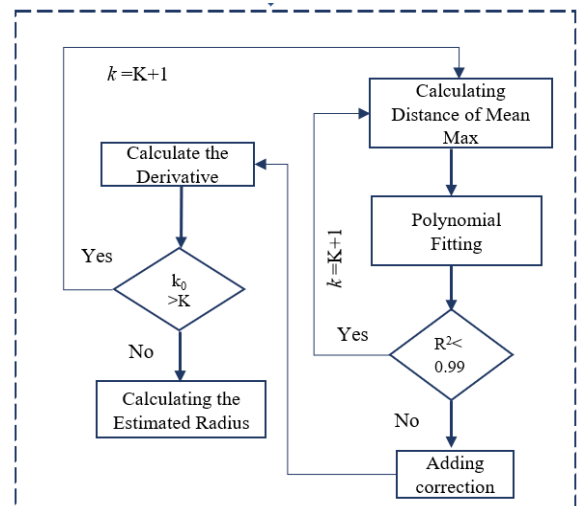 k =K+1
Calculating
Distance of Mean
Max
Calculate the
Derivative
Polynomial
Fitting
k=K+1
Yes
k₀
>K
Yes
R²<
0.99
No
Calculating the
Estimated Radius
No
Adding
correction